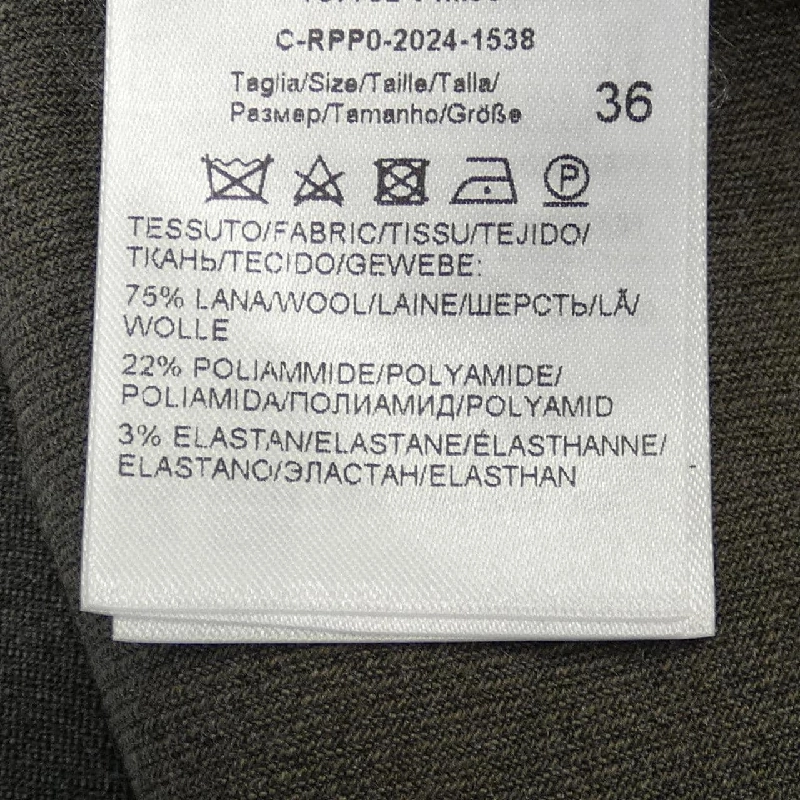 C-RPP0-2024-1538
Taglia/Size/Taille/Talla/
Размер/Tamanho/Größe
36
P
TESSUTO/FABRIC/TISSU/TEJIDO/
ТКАНЬ/TECIDO/GEWEBE:
75% LANA/WOOL/LAINE/ШЕРСТЬ/LÃ/
WOLLE
22% POLIAMMIDE/POLYAMIDE/
POLIAMIDA/ПОЛИАМИД/POLYAMID
3% ELASTAN/ELASTANE/ÉLASTHANNE/
ELASTANO/ЭЛАСТАН/ELASTHAN